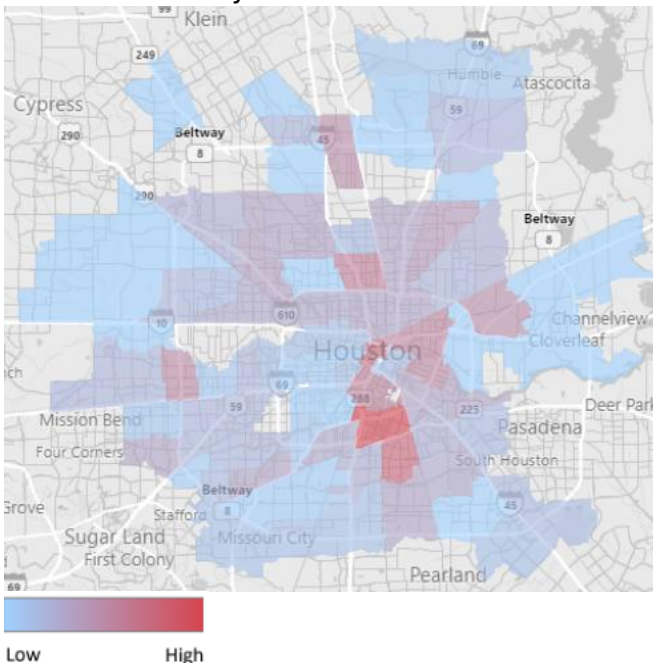 99
Klein
249
69
Humble
Atascocita
Cypress
59
290
Beltway
8
45
290
Beltway
8
610
10
Channelview
Cloverleaf
Houston
69
288
59
225
Deer Park
Mission Bend
Pasadena
Four Corners
South Houston
Beltway
8
45
Grove
Stafford
Sugar Land
Missouri City
First Colony
Pearland
69
Low High